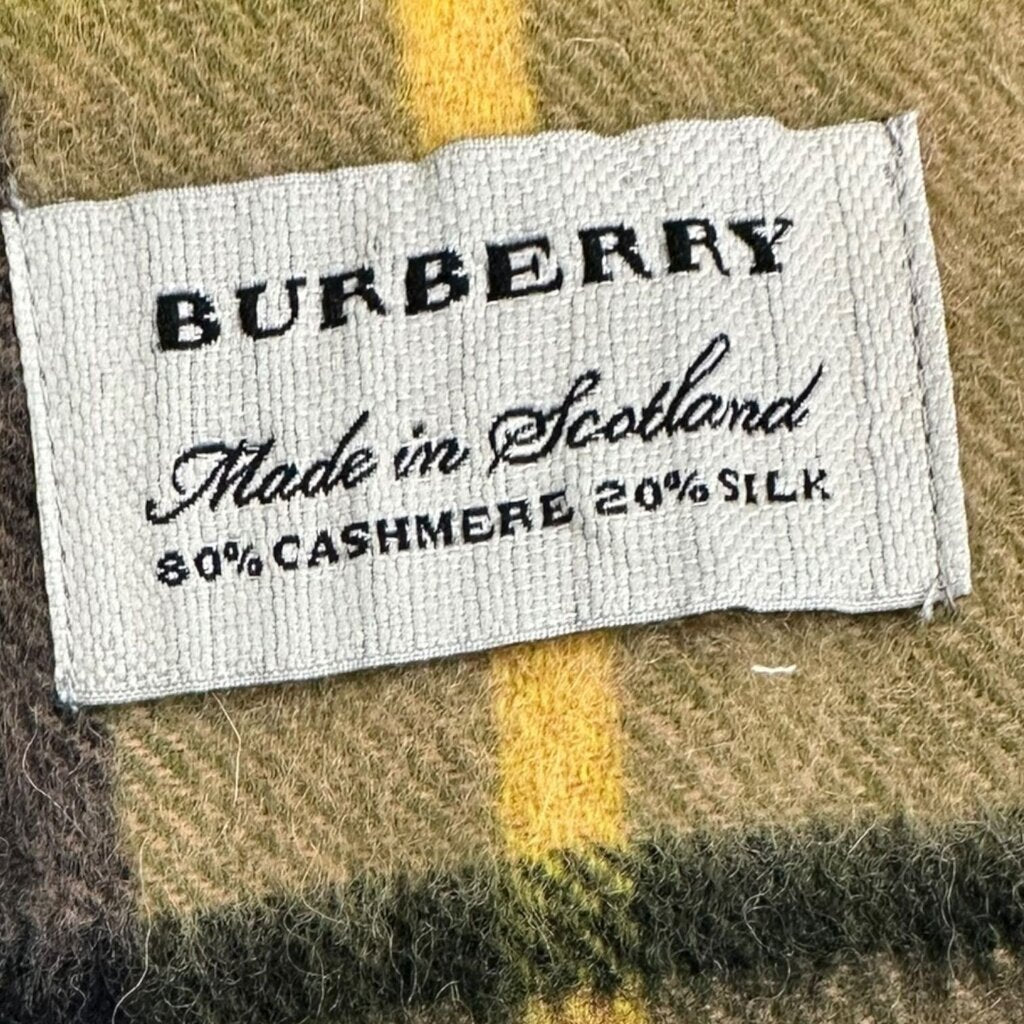 BURBERRY
Made in Scotland
80% CASHMERE 20% SILK